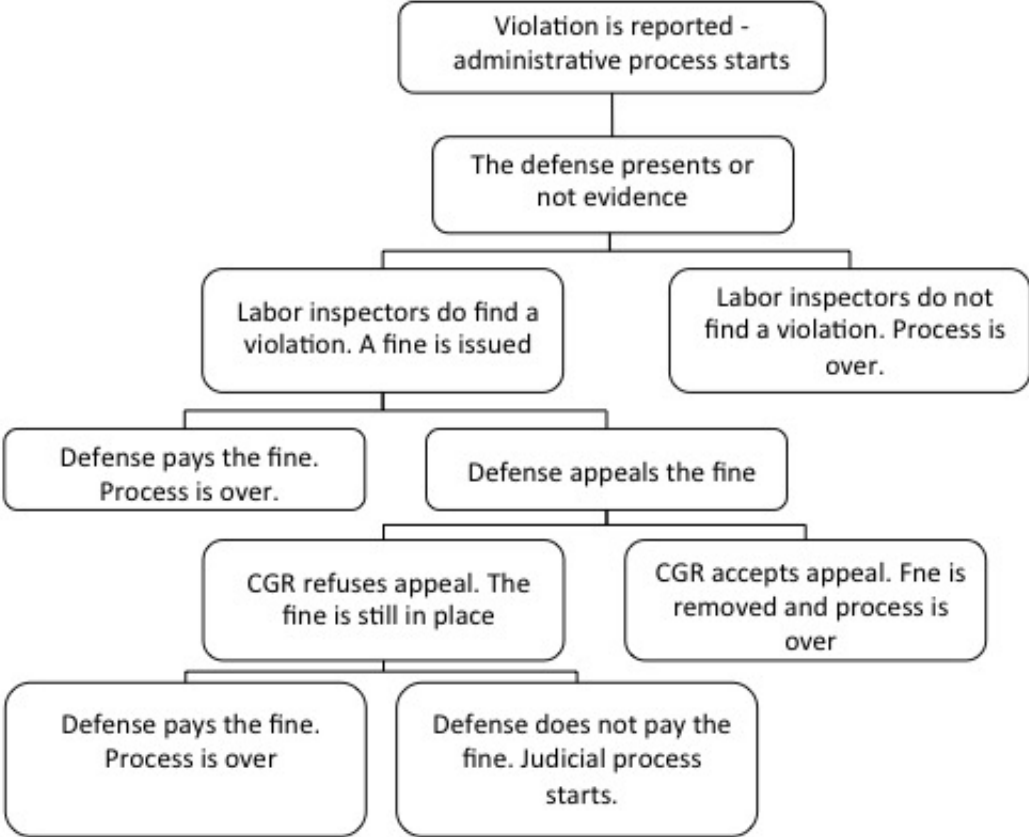 Violation is reported -
administrative process starts
The defense presents or
not evidence
Labor inspectors do find a
violation. A fine is issued
Labor inspectors do not
find a violation. Process is
over.
Defense pays the fine.
Process is over.
Defense appeals the fine
CGR refuses appeal. The
fine is still in place
CGR accepts appeal. Fne is
removed and process is
over
Defense pays the fine.
Process is over
Defense does not pay the
fine. Judicial process
starts.